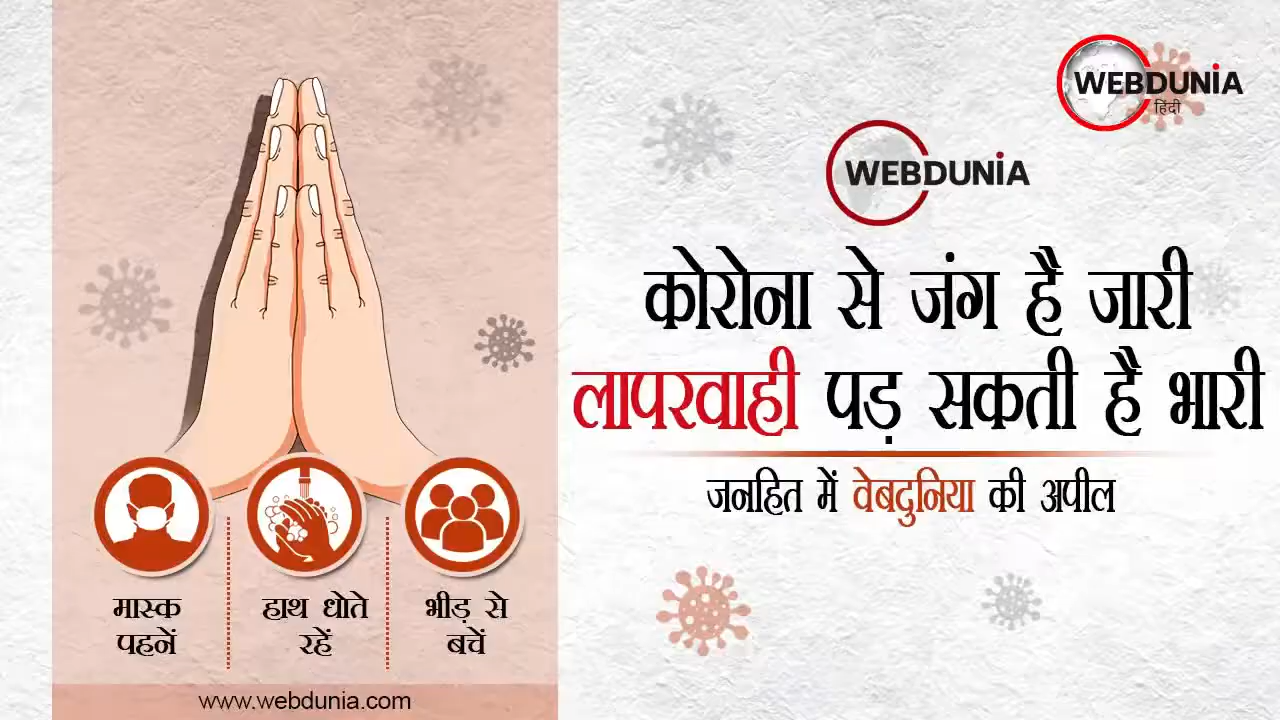 WEBDUNIA
हिंदी
WEBDUNIA
कोरोना से जंग है जारी
लापरवाही पड़ सकती है भारी
जनहित में वेबदुनिया की अपील
मास्क
पहनें
हाथ धोते
रहें
भीड़ से
बचें
www.webdunia.com